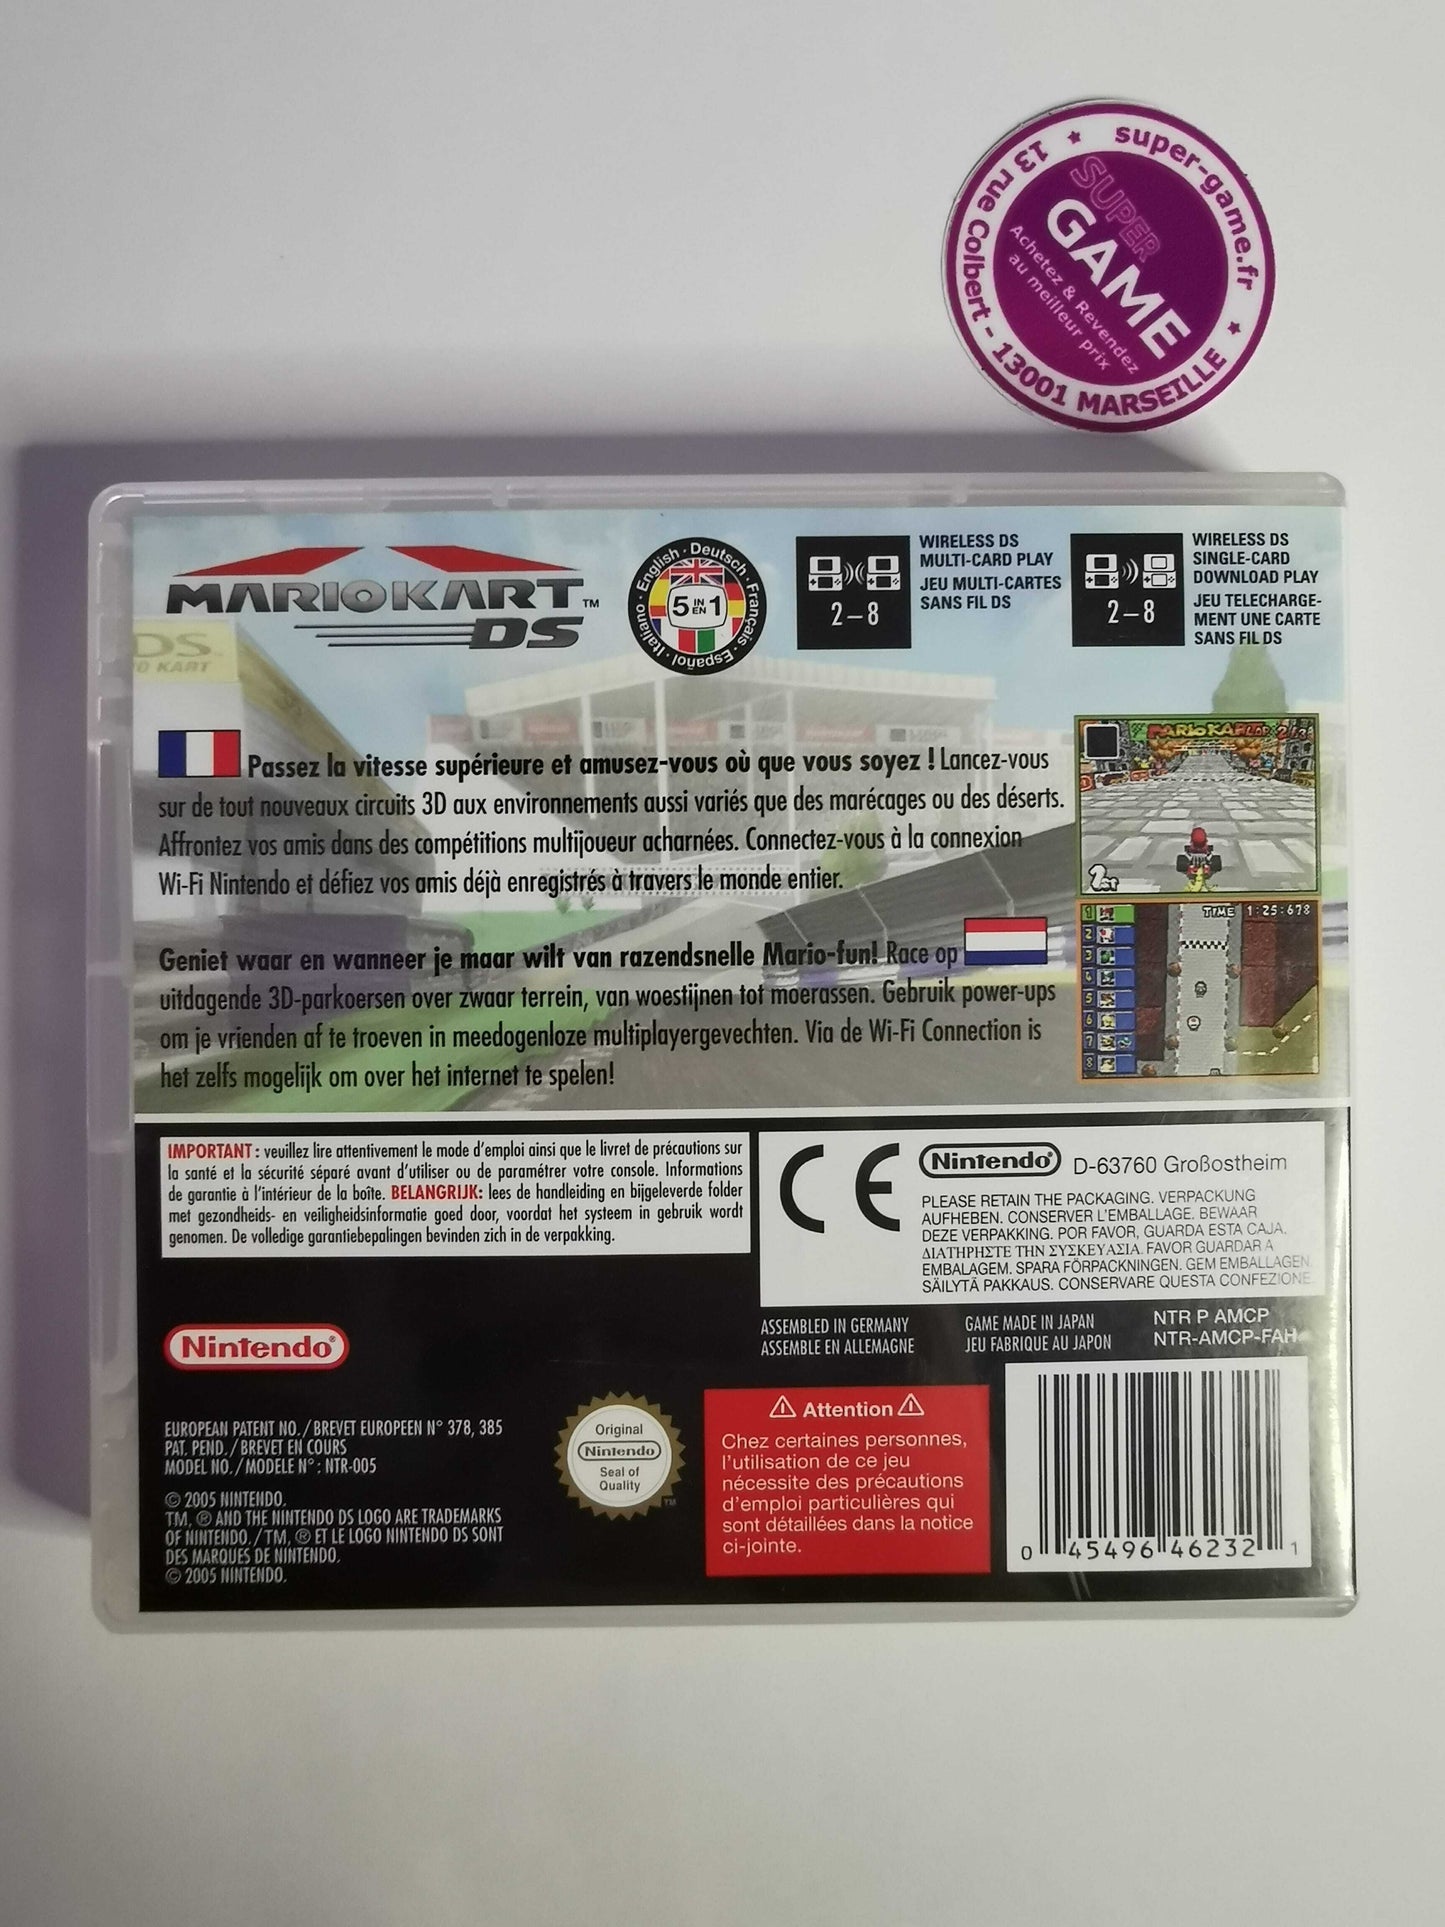 super-game.fr
13 rue Colbert - 13001 MARSEILLE
SUPER
GAME
Achetez & Revendez
au meilleur prix
MARIOKART™
DS
English · Deutsch · Français · Español · Italiano ·
5 IN EN 1
2–8
WIRELESS DS
MULTI-CARD PLAY
JEU MULTI-CARTES
SANS FIL DS
2–8
WIRELESS DS
SINGLE-CARD
DOWNLOAD PLAY
JEU TELECHARGE-
MENT UNE CARTE
SANS FIL DS
DS
KART
Passez la vitesse supérieure et amusez-vous où que vous soyez ! Lancez-vous
sur de tout nouveaux circuits 3D aux environnements aussi variés que des marécages ou des déserts.
Affrontez vos amis dans des compétitions multijoueur acharnées. Connectez-vous à la connexion
Wi-Fi Nintendo et défiez vos amis déjà enregistrés à travers le monde entier.
Geniet waar en wanneer je maar wilt van razendsnelle Mario-fun! Race op
uitdagende 3D-parkoersen over zwaar terrein, van woestijnen tot moerassen. Gebruik power-ups
om je vrienden af te troeven in meedogenloze multiplayergevechten. Via de Wi-Fi Connection is
het zelfs mogelijk om over het internet te spelen!
TIME 1:25:678
1
2
3
4
5
6
7
8
IMPORTANT : veuillez lire attentivement le mode d'emploi ainsi que le livret de précautions sur
la santé et la sécurité séparé avant d'utiliser ou de paramétrer votre console. Informations
de garantie à l'intérieur de la boîte. BELANGRIJK: lees de handleiding en bijgeleverde folder
met gezondheids- en veiligheidsinformatie goed door, voordat het systeem in gebruik wordt
genomen. De volledige garantiebepalingen bevinden zich in de verpakking.
CE
Nintendo® D-63760 Großostheim
PLEASE RETAIN THE PACKAGING. VERPACKUNG
AUFHEBEN. CONSERVER L'EMBALLAGE. BEWAAR
DEZE VERPAKKING. POR FAVOR, GUARDA ESTA CAJA.
ΔΙΑΤΗΡΗΣΤΕ ΤΗΝ ΣΥΣΚΕΥΑΣΙΑ. FAVOR GUARDAR A
EMBALAGEM. SPARA FÖRPACKNINGEN. GEM EMBALLAGEN.
SÄILYTÄ PAKKAUS. CONSERVARE QUESTA CONFEZIONE.
ASSEMBLED IN GERMANY
ASSEMBLE EN ALLEMAGNE
GAME MADE IN JAPAN
JEU FABRIQUE AU JAPON
NTR P AMCP
NTR-AMCP-FAH
Nintendo®
EUROPEAN PATENT NO. / BREVET EUROPEEN N° 378, 385
PAT. PEND. / BREVET EN COURS
MODEL NO. / MODELE N° : NTR-005
© 2005 NINTENDO.
TM, ® AND THE NINTENDO DS LOGO ARE TRADEMARKS
OF NINTENDO. / TM, ® ET LE LOGO NINTENDO DS SONT
DES MARQUES DE NINTENDO.
© 2005 NINTENDO.
Original
Nintendo
Seal of
Quality
TM
Attention
Chez certaines personnes,
l'utilisation de ce jeu
nécessite des précautions
d'emploi particulières qui
sont détaillées dans la notice
ci-jointe.
0 45496 46232 1